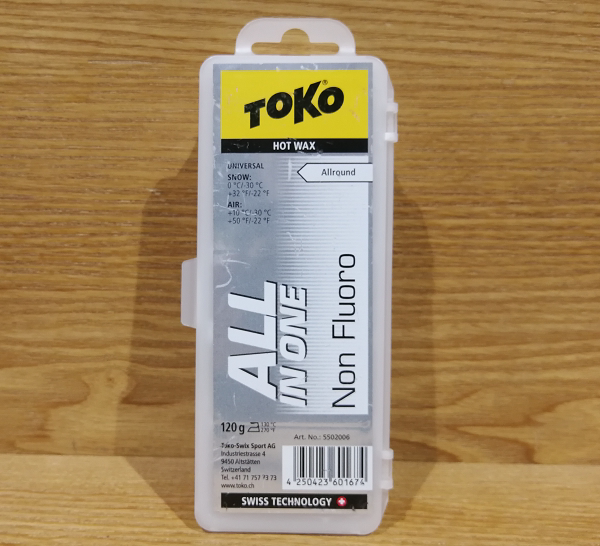 TOKO®
HOT WAX
UNIVERSAL
Allround
SNOW:
0 °C/-30 °C
+32 °F/-22 °F
AIR:
+10 °C/-30 °C
+50 °F/-22 °F
ALL
IN ONE
Non Fluoro
120 g
Art. No.: 5502006
Toko-Swix Sport AG
Industriestrasse 4
9450 Altstätten
Switzerland
Tel. +41 71 757 73 73
www.toko.ch
4 250423 601674
SWISS TECHNOLOGY